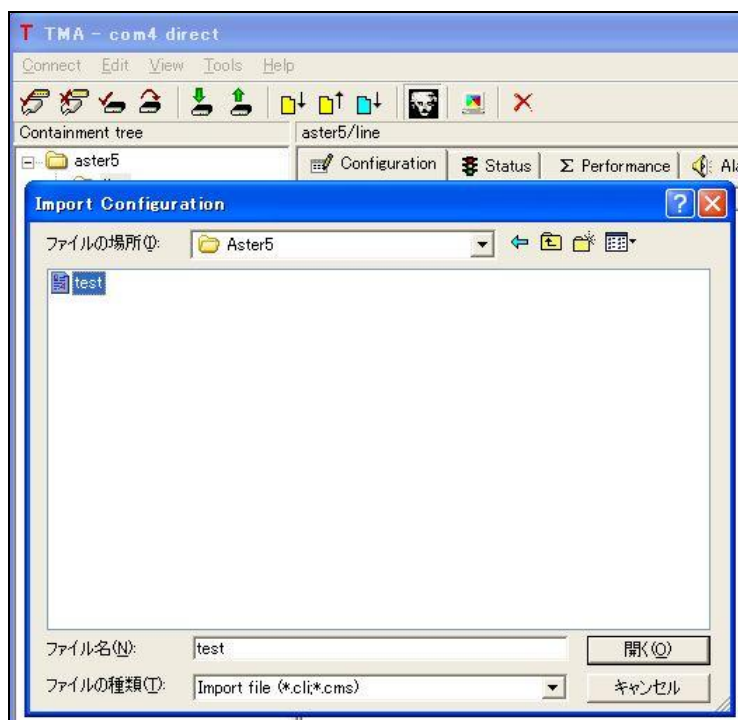 TMA - com4 direct
Connect Edit View Tools Help
Containment tree
aster5/line
aster5
Configuration
Status
Σ Performance
Import Configuration
ファイルの場所(I):
Aster5
test
ファイル名(N):
test
開く(O)
ファイルの種類(T):
Import file (*.cli;*.cms)
キャンセル